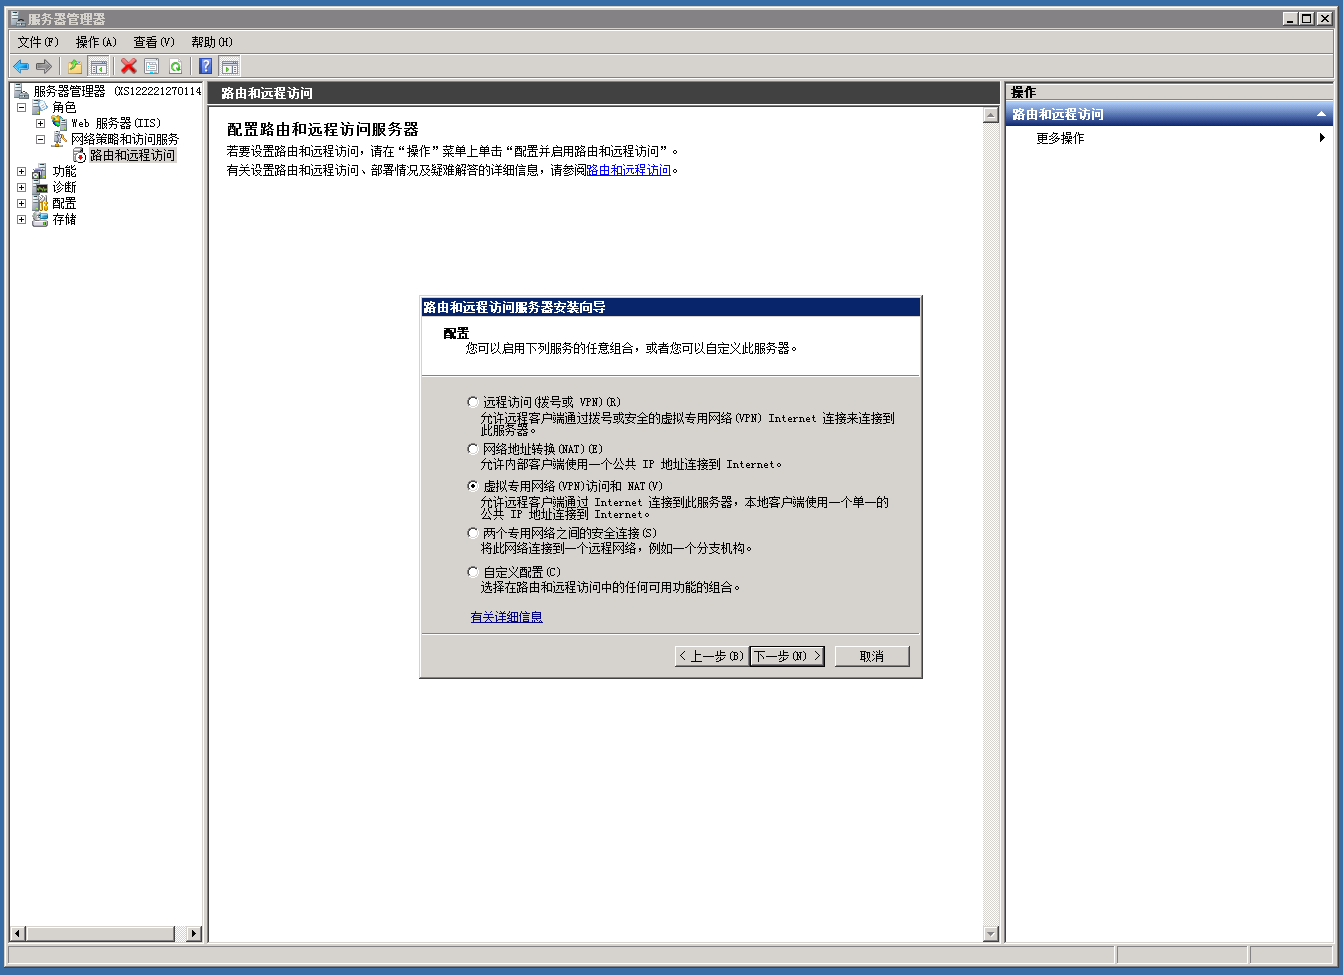 服务器管理器
文件(F) 操作(A) 查看(V) 帮助(H)
服务器管理器 (XS122221270114
角色
Web 服务器(IIS)
网络策略和访问服务
路由和远程访问
功能
诊断
配置
存储
路由和远程访问
配置路由和远程访问服务器
若要设置路由和远程访问，请在“操作”菜单上单击“配置并启用路由和远程访问”。
有关设置路由和远程访问、部署情况及疑难解答的详细信息，请参阅路由和远程访问。
路由和远程访问服务器安装向导
配置
您可以启用下列服务的任意组合，或者您可以自定义此服务器。
远程访问(拨号或 VPN)(R)
允许远程客户端通过拨号或安全的虚拟专用网络(VPN) Internet 连接来连接到
此服务器。
网络地址转换(NAT)(E)
允许内部客户端使用一个公共 IP 地址连接到 Internet。
虚拟专用网络(VPN)访问和 NAT(V)
允许远程客户端通过 Internet 连接到此服务器，本地客户端使用一个单一的
公共 IP 地址连接到 Internet。
两个专用网络之间的安全连接(S)
将此网络连接到一个远程网络，例如一个分支机构。
自定义配置(C)
选择在路由和远程访问中的任何可用功能的组合。
有关详细信息
< 上一步(B) 下一步(N) > 取消
操作
路由和远程访问
更多操作